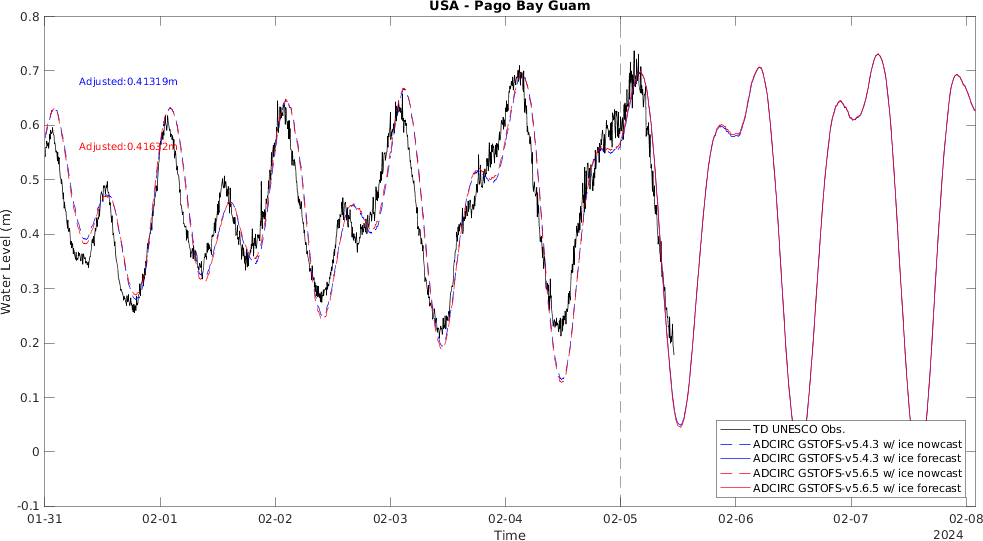 USA - Pago Bay Guam
0.8
0.7
0.6
0.5
0.4
0.3
0.2
0.1
0
-0.1
Water Level (m)
Adjusted:0.41319m
Adjusted:0.41632m
TD UNESCO Obs.
ADCIRC GSTOFS-v5.4.3 w/ ice nowcast
ADCIRC GSTOFS-v5.4.3 w/ ice forecast
ADCIRC GSTOFS-v5.6.5 w/ ice nowcast
ADCIRC GSTOFS-v5.6.5 w/ ice forecast
01-31 02-01 02-02 02-03 02-04 02-05 02-06 02-07 02-08
Time
2024